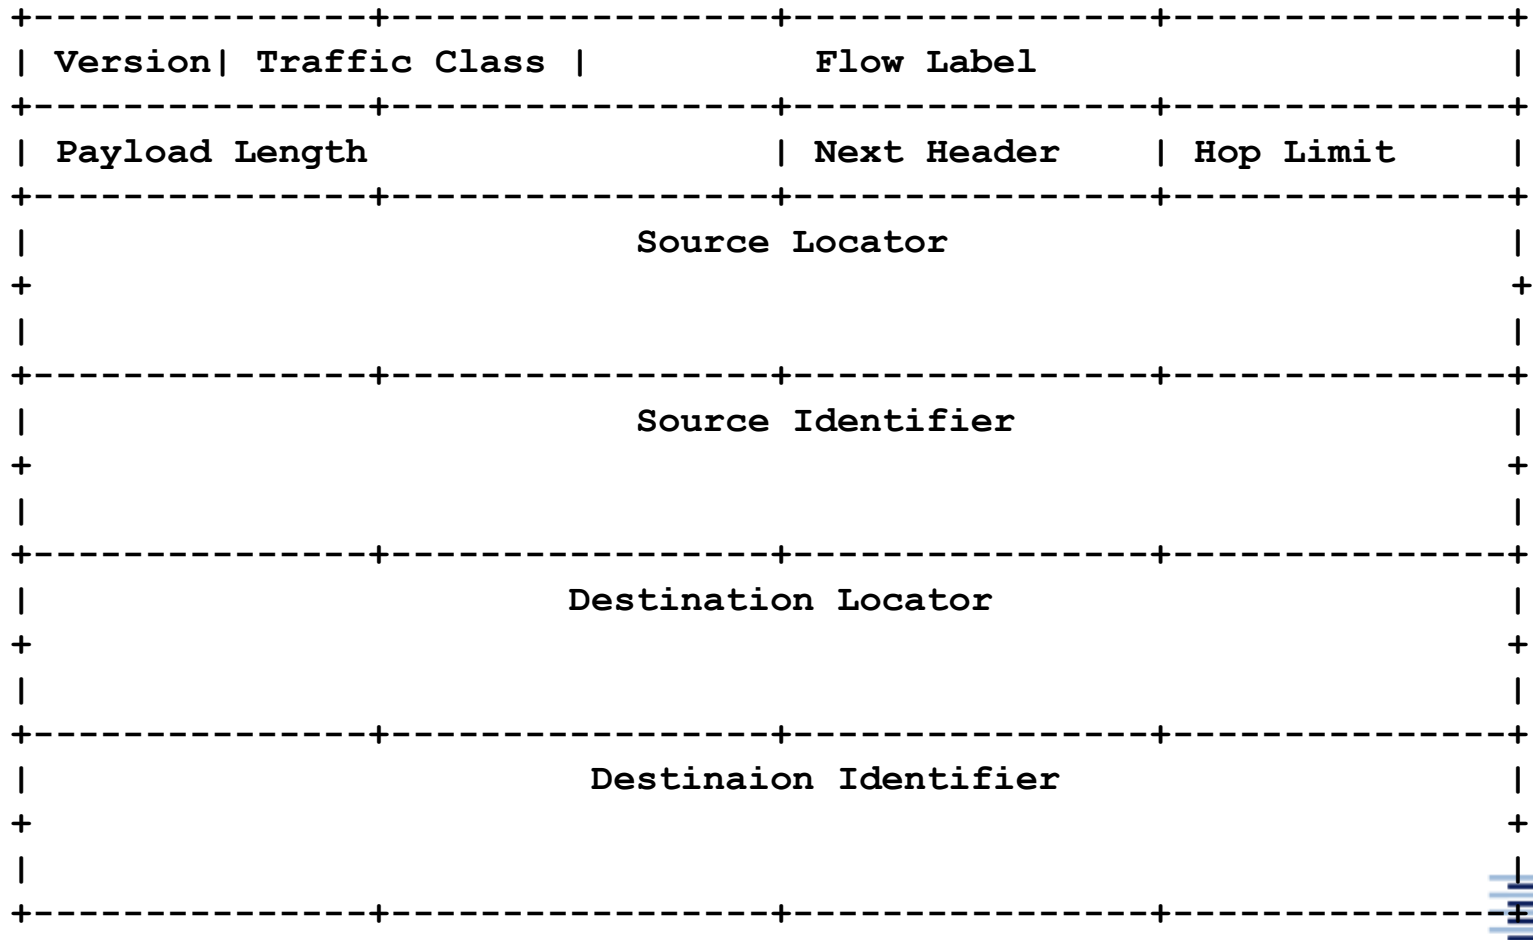 +---------------+-----------------+----------------+---------------+
| Version| Traffic Class | Flow Label |
+---------------+-----------------+----------------+---------------+
| Payload Length | Next Header | Hop Limit |
+---------------+-----------------+----------------+---------------+
| Source Locator |
+ +
| |
+---------------+-----------------+----------------+---------------+
| Source Identifier |
+ +
| |
+---------------+-----------------+----------------+---------------+
| Destination Locator |
+ +
| |
+---------------+-----------------+----------------+---------------+
| Destinaion Identifier |
+ +
| |
+---------------+-----------------+----------------+---------------+